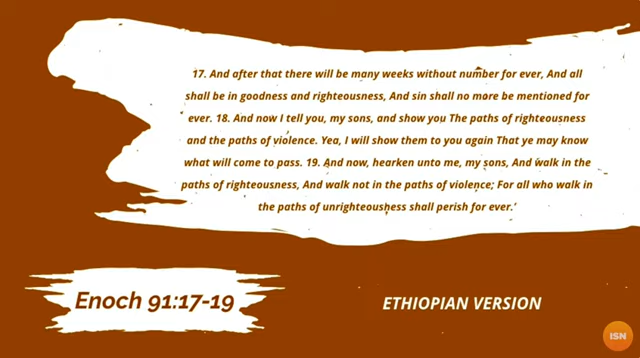 17. And after that there will be many weeks without number for ever, And all
shall be in goodness and righteousness, And sin shall no more be mentioned for
ever. 18. And now I tell you, my sons, and show you The paths of righteousness
and the paths of violence. Yea, I will show them to you again That ye may know
what will come to pass. 19. And now, hearken unto me, my sons, And walk in the
paths of righteousness, And walk not in the paths of violence; For all who walk in
the paths of unrighteousness shall perish for ever.'
Enoch 91:17-19
ETHIOPIAN VERSION
ISN